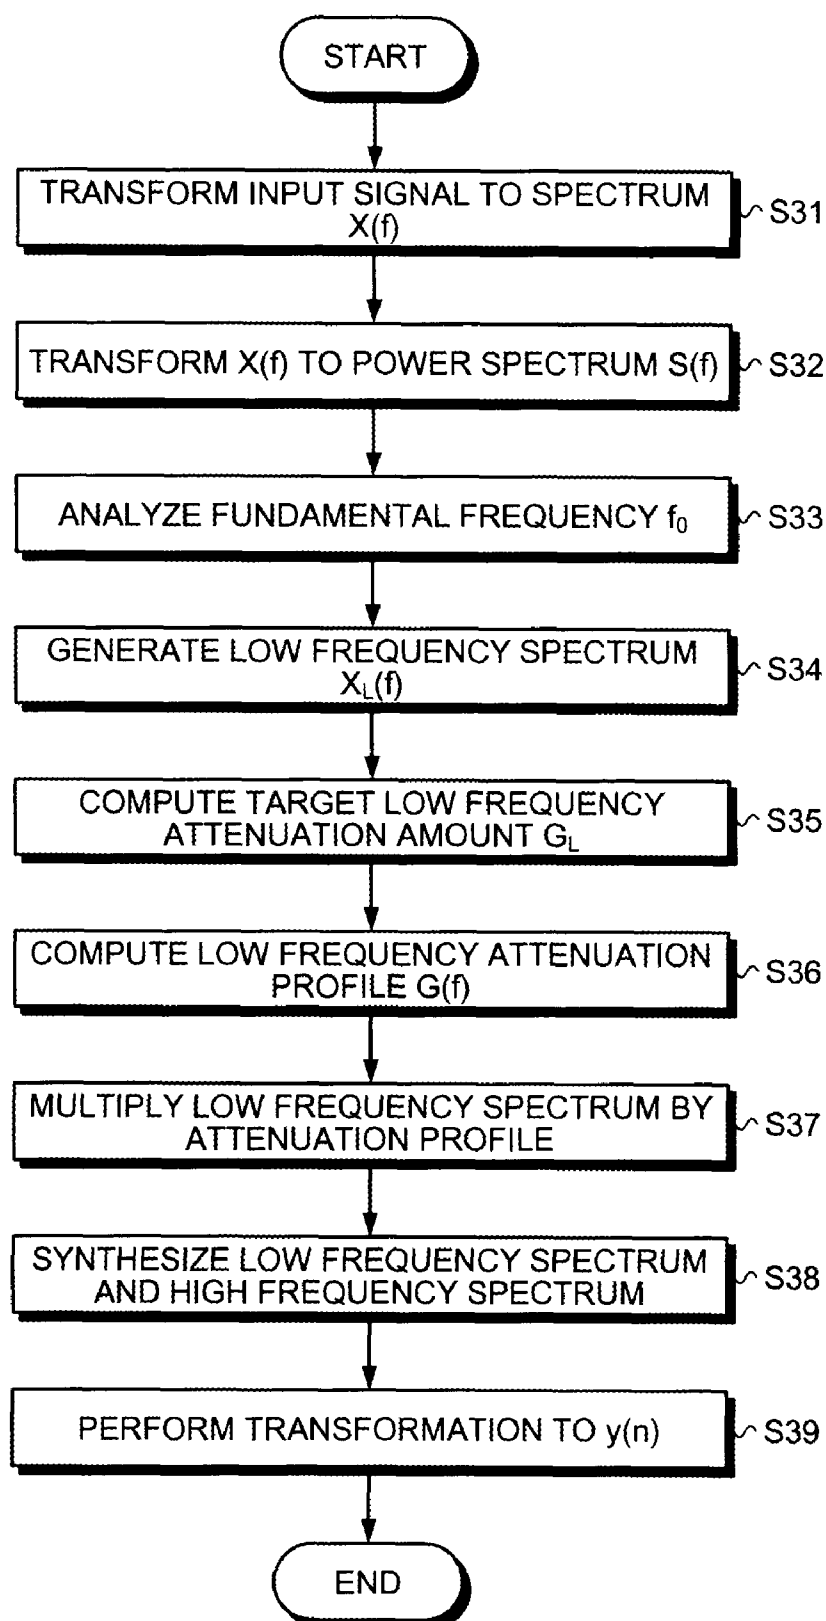 START
TRANSFORM INPUT SIGNAL TO SPECTRUM
X(f)
S31
TRANSFORM X(f) TO POWER SPECTRUM S(f)
S32
ANALYZE FUNDAMENTAL FREQUENCY f₀
S33
GENERATE LOW FREQUENCY SPECTRUM
X_L(f)
S34
COMPUTE TARGET LOW FREQUENCY
ATTENUATION AMOUNT G_L
S35
COMPUTE LOW FREQUENCY ATTENUATION
PROFILE G(f)
S36
MULTIPLY LOW FREQUENCY SPECTRUM BY
ATTENUATION PROFILE
S37
SYNTHESIZE LOW FREQUENCY SPECTRUM
AND HIGH FREQUENCY SPECTRUM
S38
PERFORM TRANSFORMATION TO y(n)
S39
END